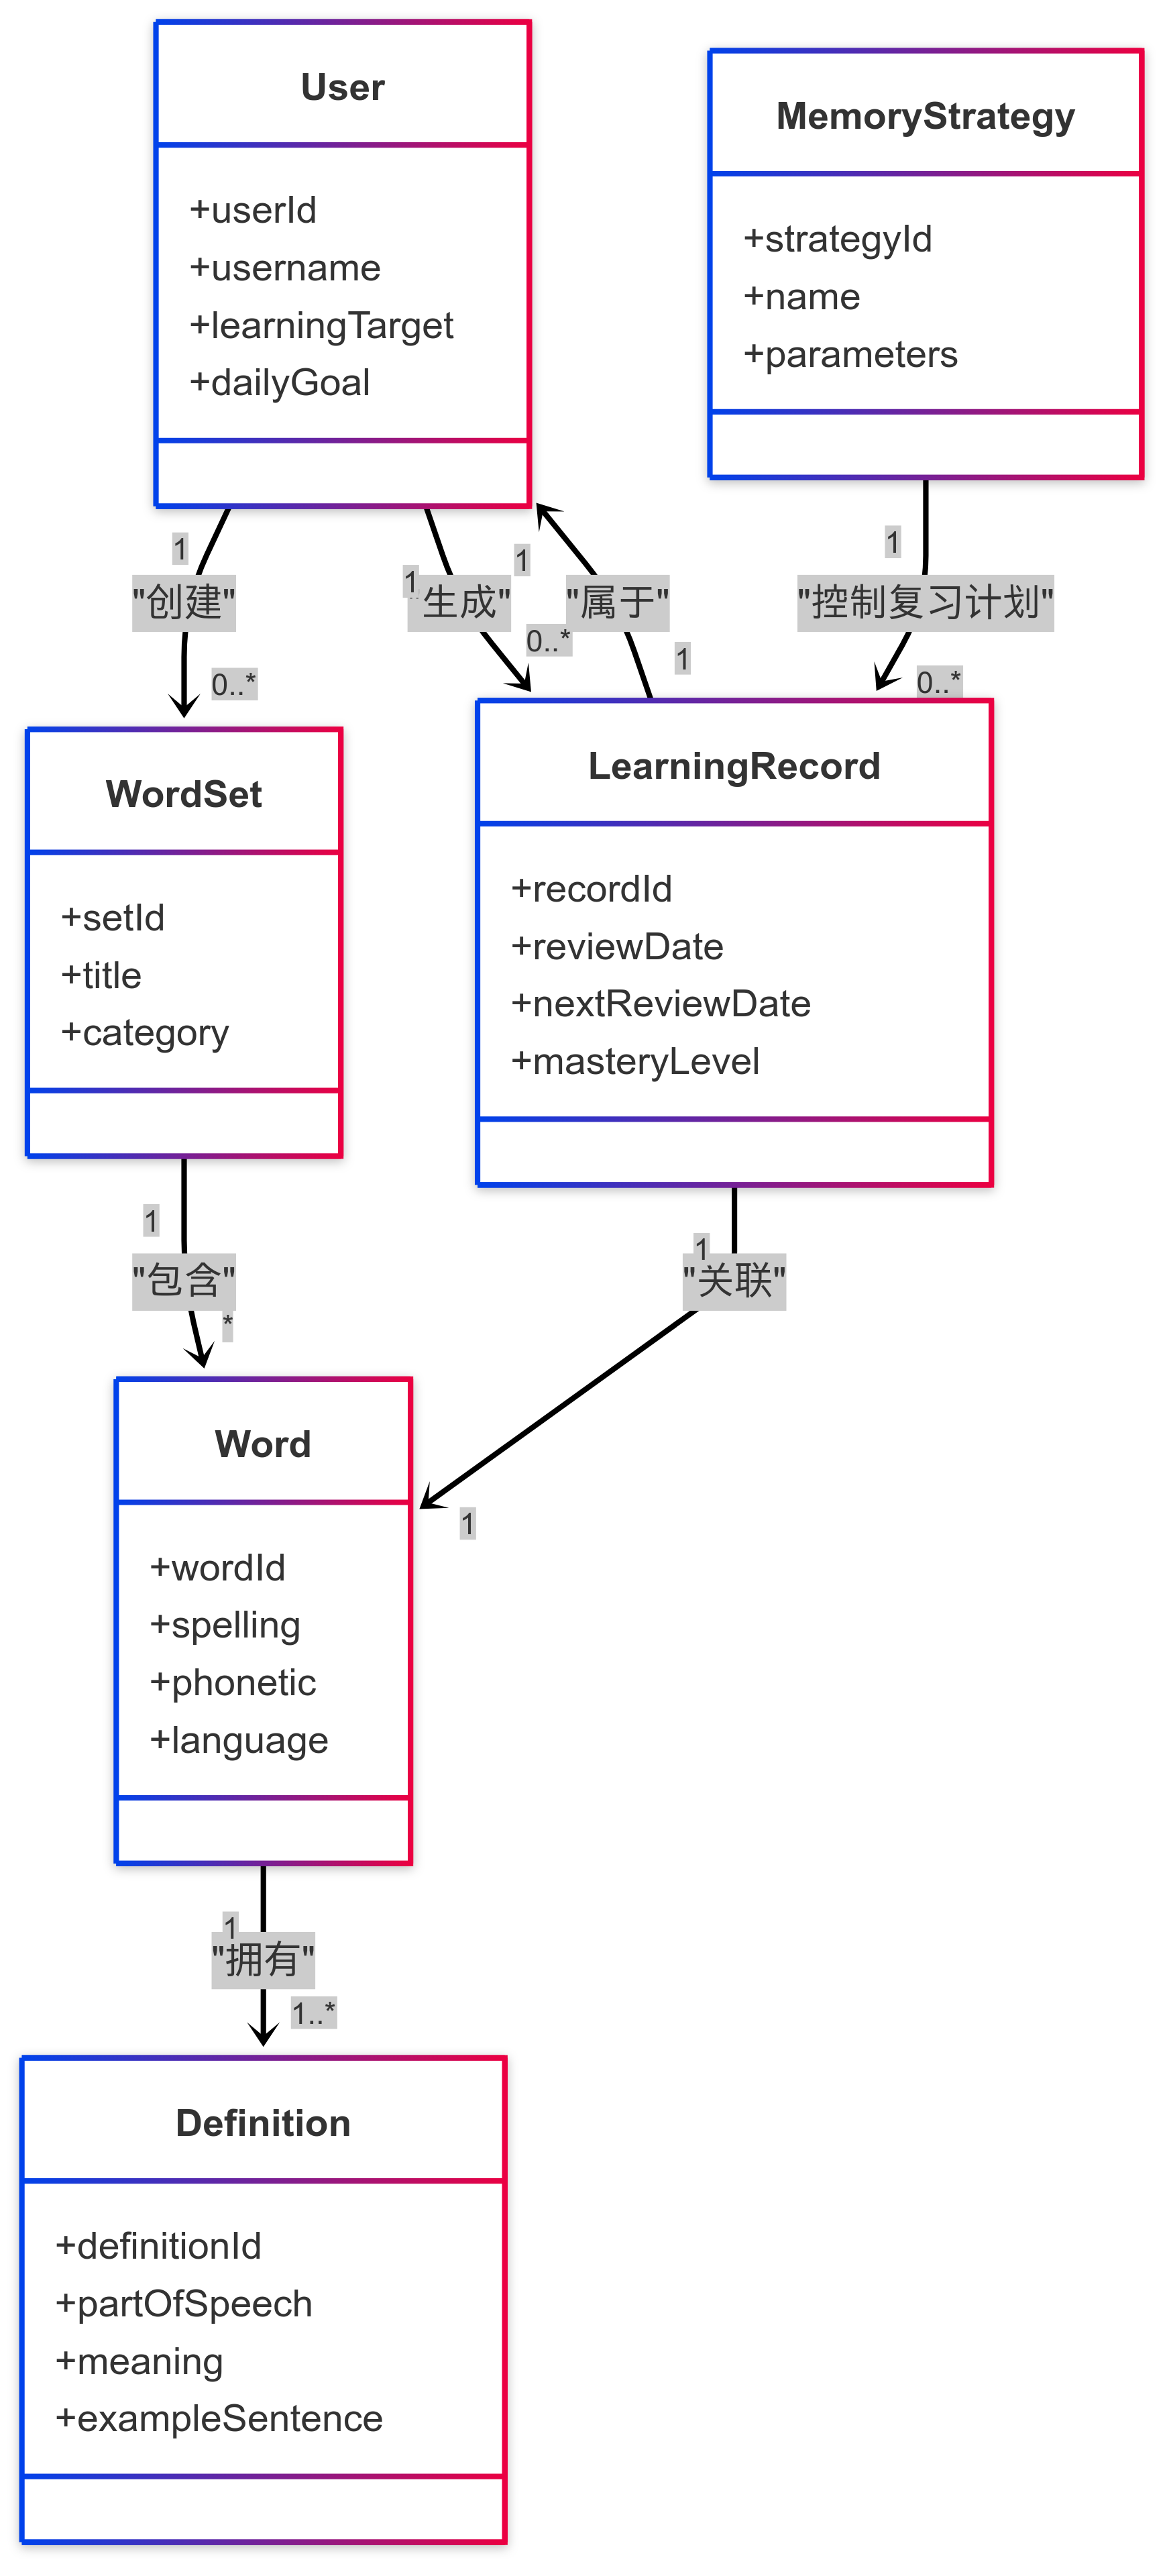 User
+userId
+username
+learningTarget
+dailyGoal
MemoryStrategy
+strategyId
+name
+parameters
1
"创建"
0..*
1
"生成"
0..*
1
"属于"
1
1
"控制复习计划"
0..*
WordSet
+setId
+title
+category
LearningRecord
+recordId
+reviewDate
+nextReviewDate
+masteryLevel
1
"包含"
*
1
"关联"
1
Word
+wordId
+spelling
+phonetic
+language
1
"拥有"
1..*
Definition
+definitionId
+partOfSpeech
+meaning
+exampleSentence